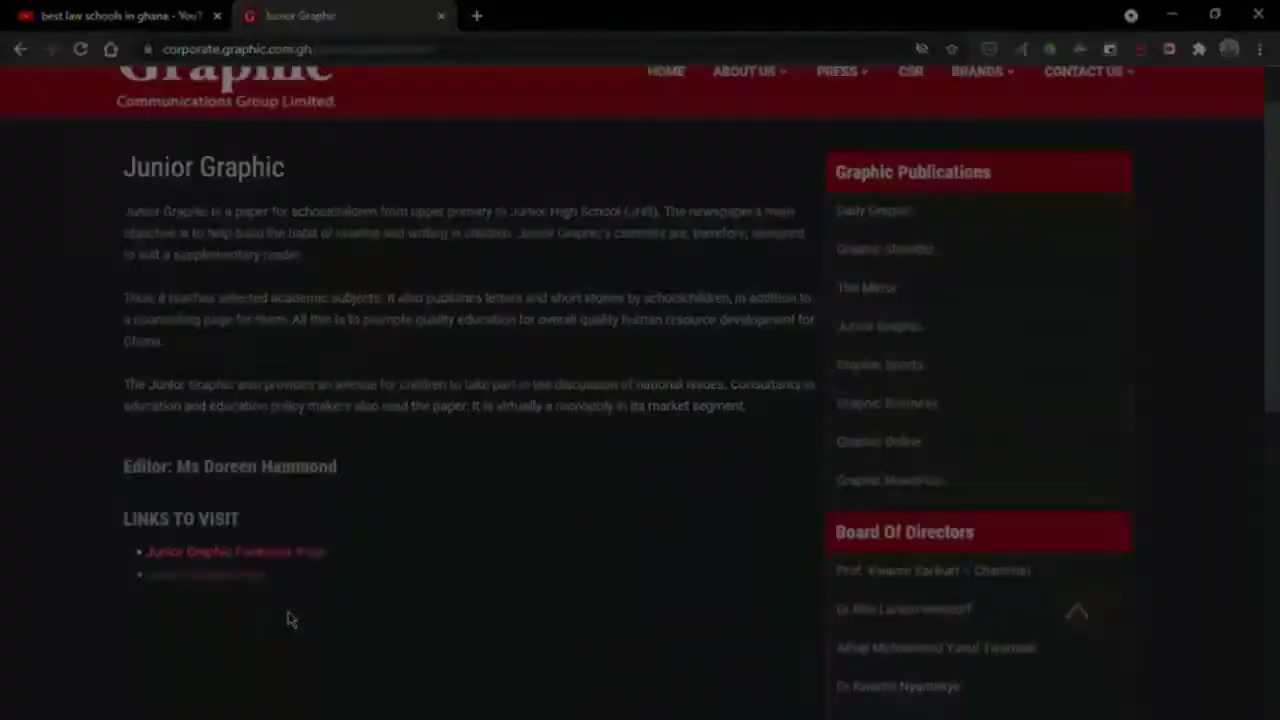 best law schools in ghana - You
Junior Graphic
corporate.graphic.com.gh
Graphic
Communications Group Limited.
HOME
ABOUT US
PRESS
CSR
BRANDS
CONTACT US
Junior Graphic
Junior Graphic is a paper for schoolchildren from upper primary to Junior High School (JHS). The newspaper's main
objective is to help build the habit of reading and writing in children. Junior Graphic's contents are, therefore, designed
to suit a supplementary reader.
Thus, it teaches selected academic subjects. It also publishes letters and short stories by schoolchildren, in addition to
a counselling page for them. All this is to promote quality education for overall quality human resource development for
Ghana.
The Junior Graphic also provides an avenue for children to take part in the discussion of national issues. Consultants in
education and education policy makers also read the paper. It is virtually a monopoly in its market segment.
Editor: Ms Doreen Hammond
LINKS TO VISIT
Junior Graphic Facebook Page
Graphic Publications
Daily Graphic
Graphic Showbiz
The Mirror
Junior Graphic
Graphic Sports
Graphic Business
Graphic Online
Graphic
Board Of Directors
Prof. Kwame Karikari - Chairman
Dr
Alhaji Mohammed
Dr Kwame Nyamekye